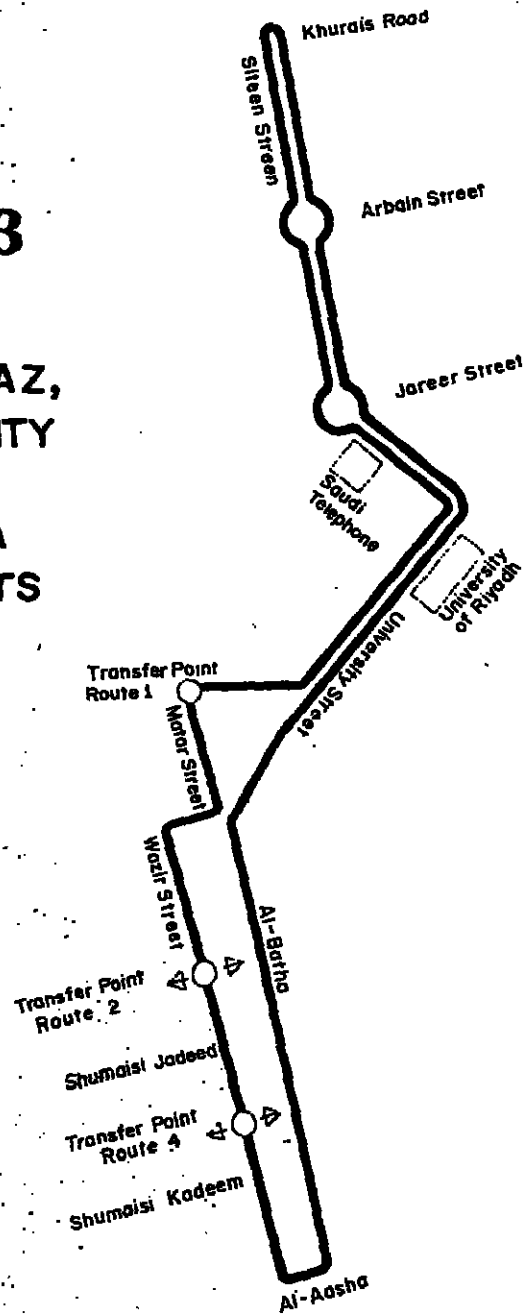 Khurais Road
Siteen Streen
Arbain Street
3
AZ,
Jareer Street
ITY
Saudi
Telephone
A
TS
University
of Riyadh
University Street
Transfer Point
Route 1
Matar Street
Wazir Street
Al-Batha
Transfer Point
Route 2
Shumaisi Jadeed
Transfer Point
Route 4
Shumaisi Kadeem
Al-Aasha